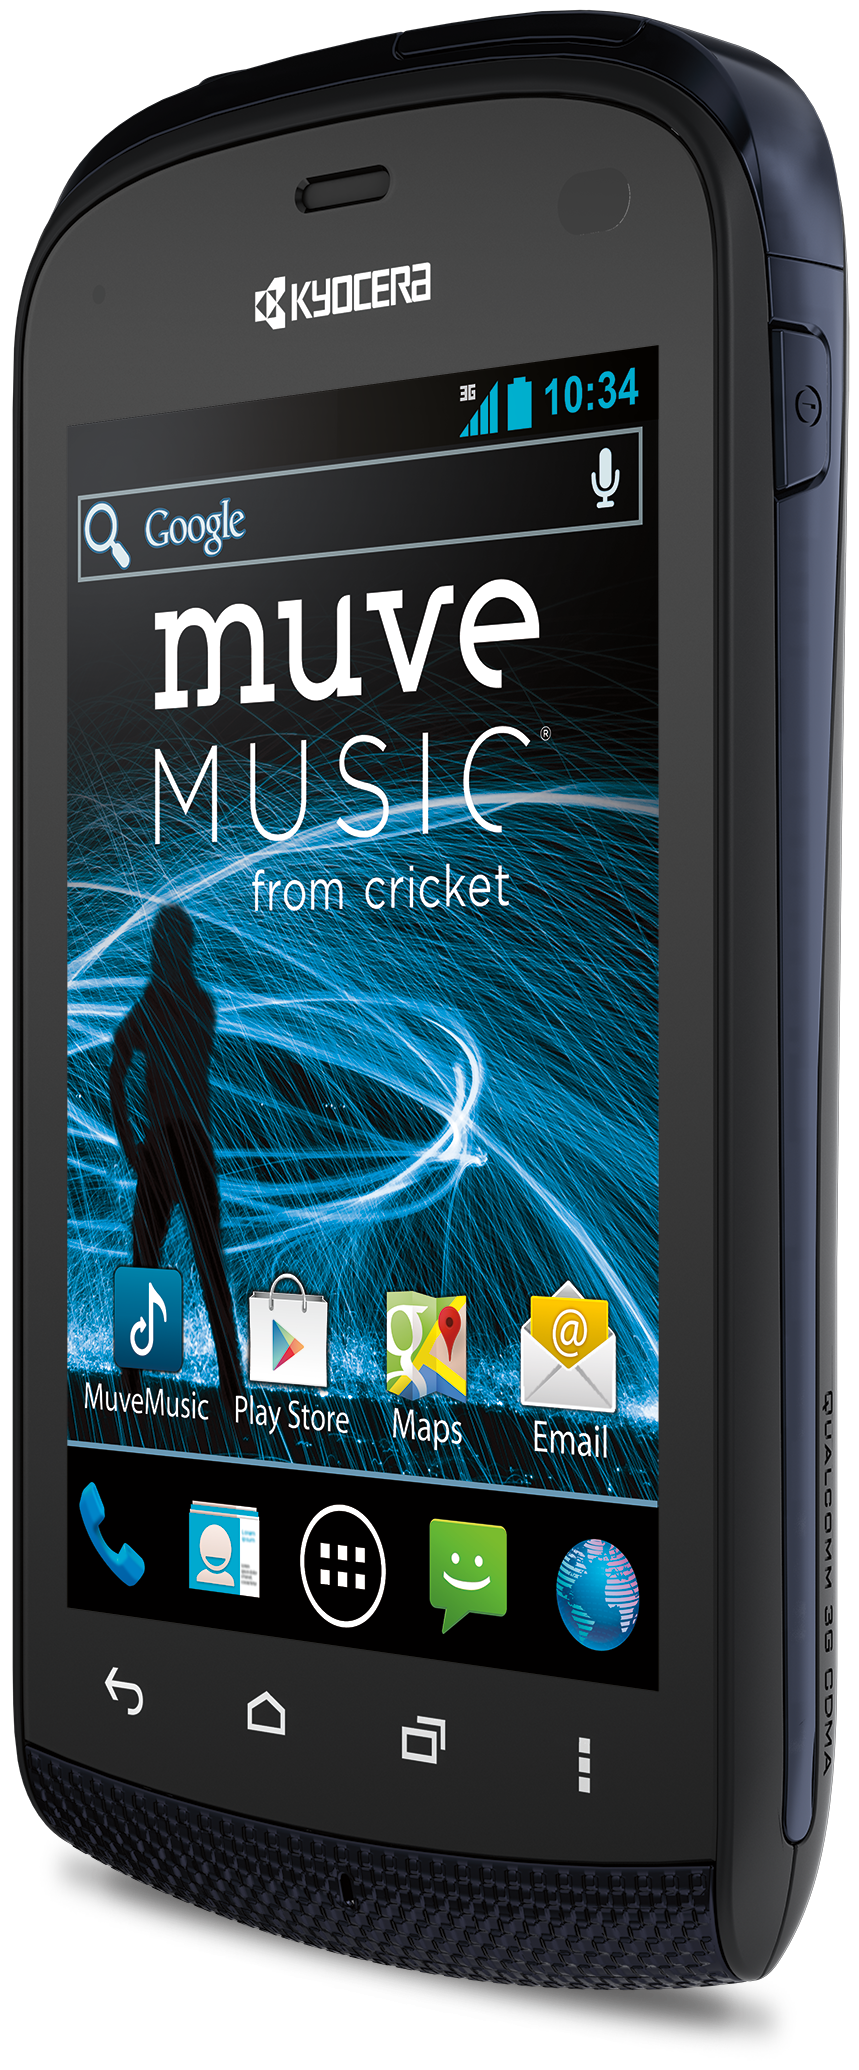 KYOCERA
3G 10:34
Google
muve
MUSIC®
from cricket
MuveMusic Play Store Maps Email
QUALCOMM 3G CDMA